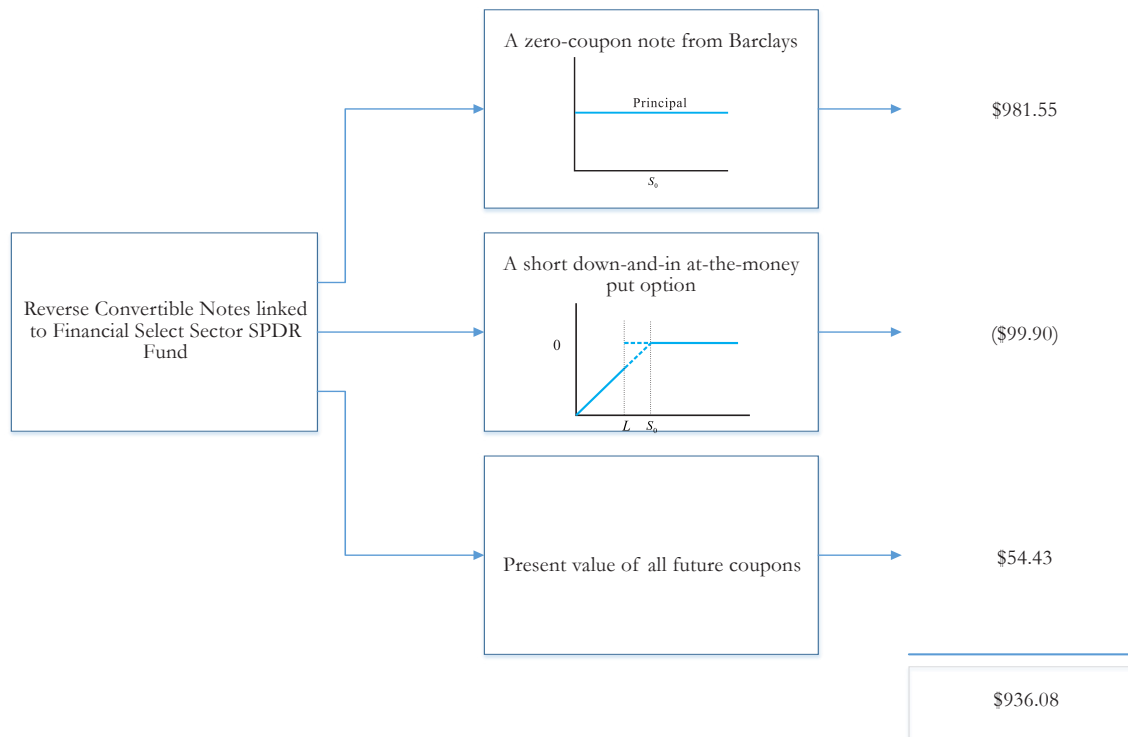 A zero-coupon note from Barclays
Principal
S₀
$981.55
Reverse Convertible Notes linked
to Financial Select Sector SPDR
Fund
A short down-and-in at-the-money
put option
0
L S₀
($99.90)
Present value of all future coupons
$54.43
$936.08